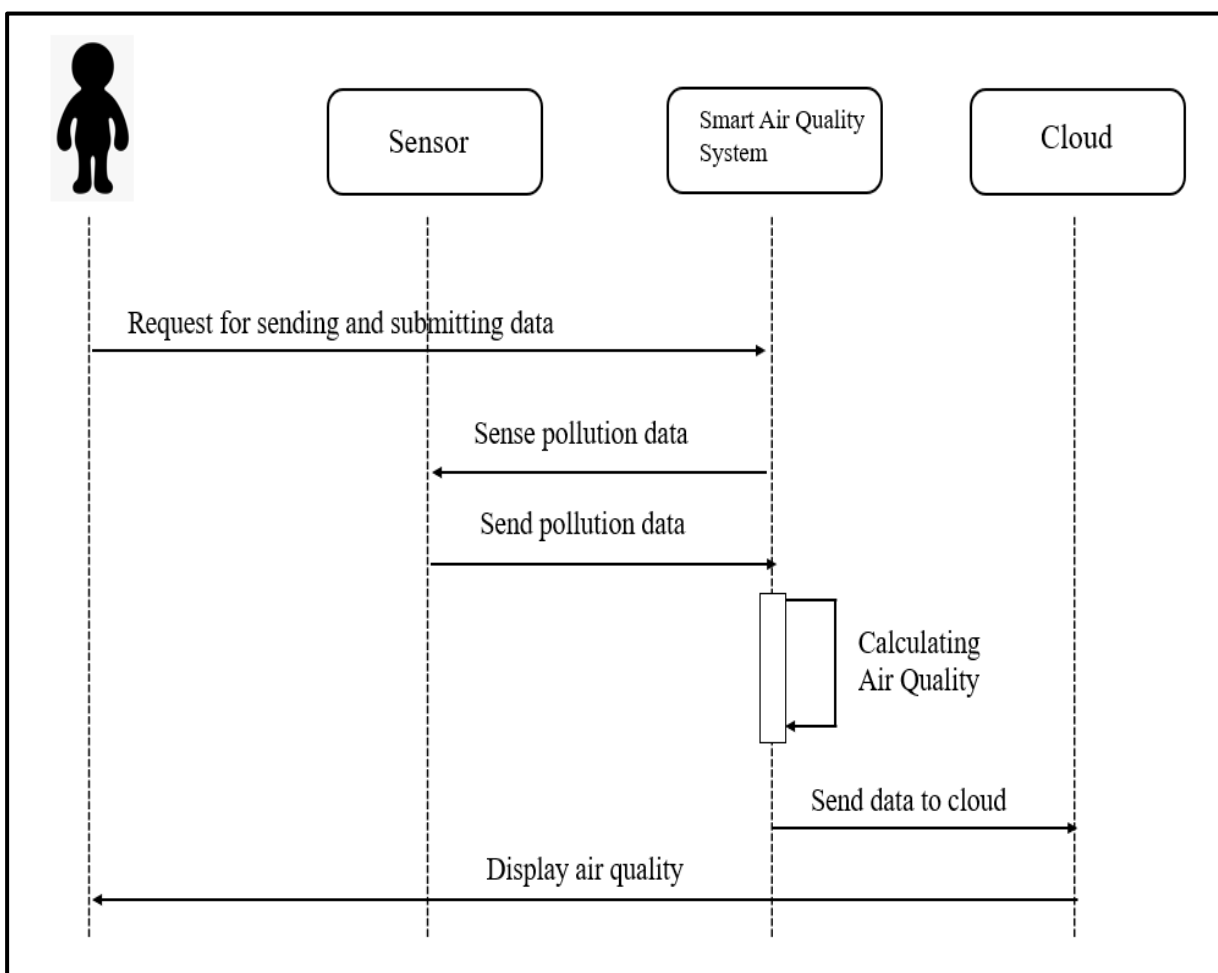 Sensor
Smart Air Quality
System
Cloud
Request for sending and submitting data
Sense pollution data
Send pollution data
Calculating
Air Quality
Send data to cloud
Display air quality